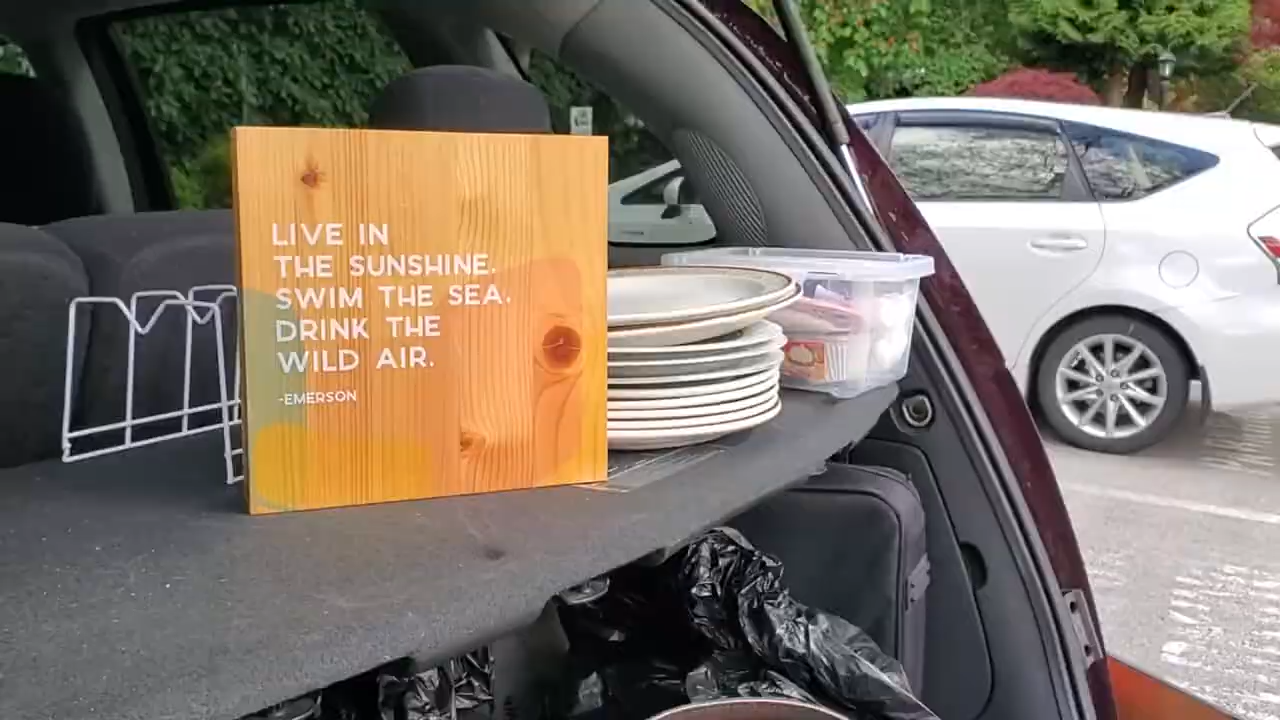 LIVE IN
THE SUNSHINE.
SWIM THE SEA.
DRINK THE
WILD AIR.
-EMERSON